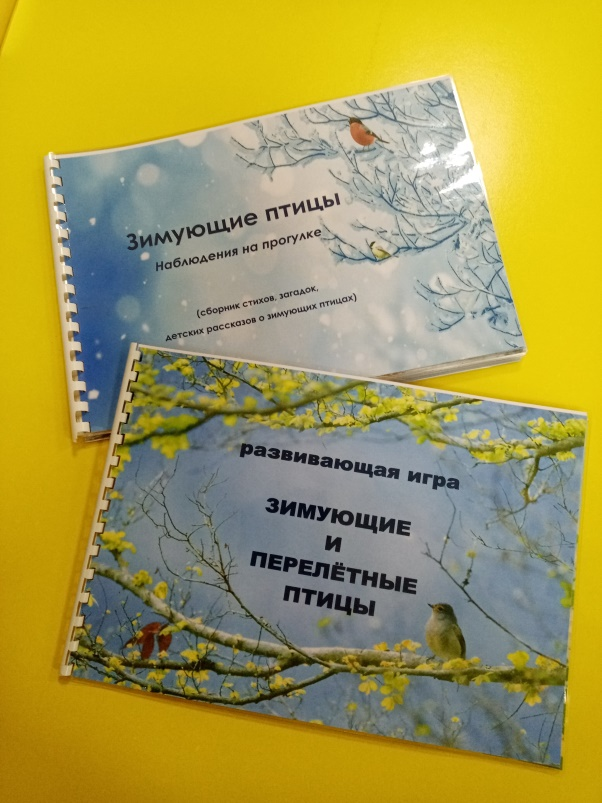 Зимующие птицы
Наблюдения на прогулке
(сборник стихов, загадок,
детских рассказов о зимующих птицах)
развивающая игра
ЗИМУЮЩИЕ
И
ПЕРЕЛЁТНЫЕ
ПТИЦЫ